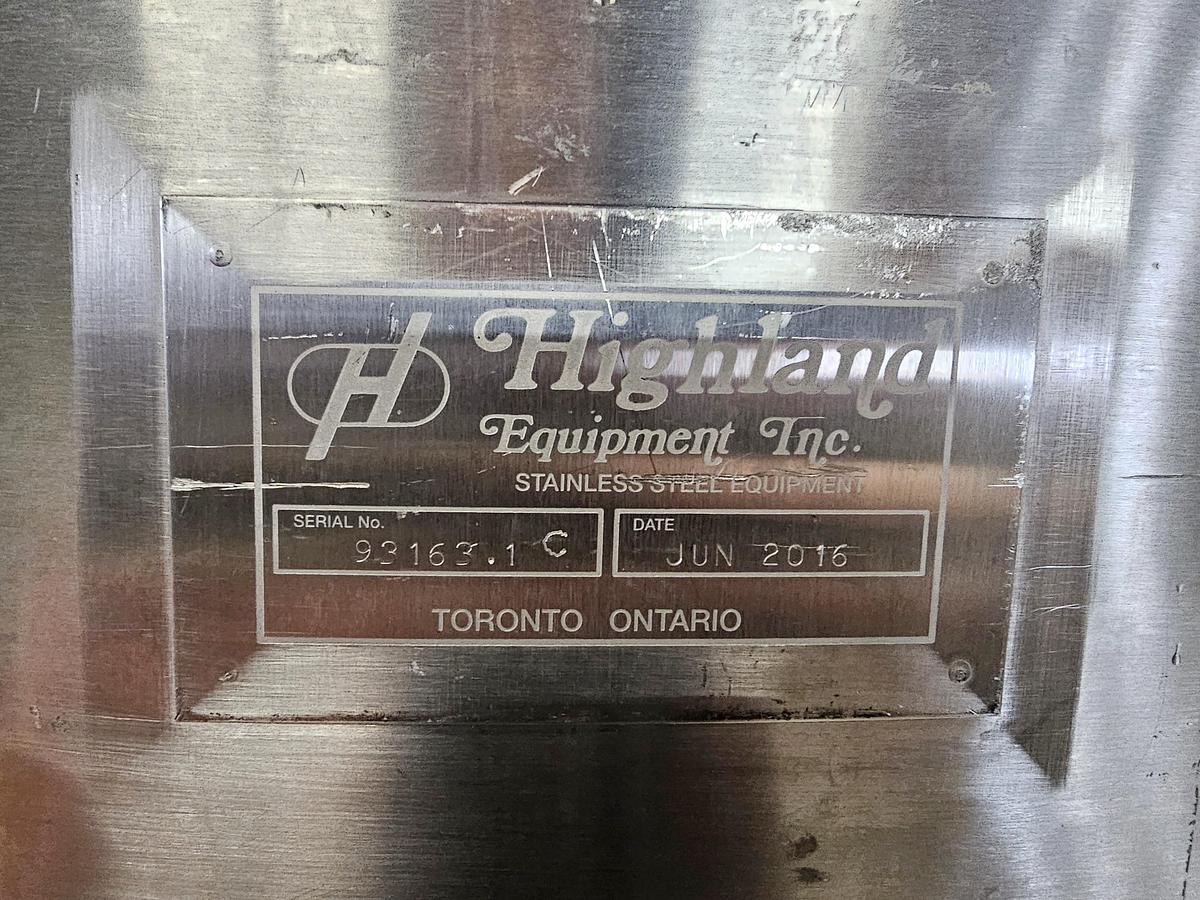 H Highland
Equipment Inc.
STAINLESS STEEL EQUIPMENT
SERIAL No.
93163.1 C
DATE
JUN 2016
TORONTO ONTARIO